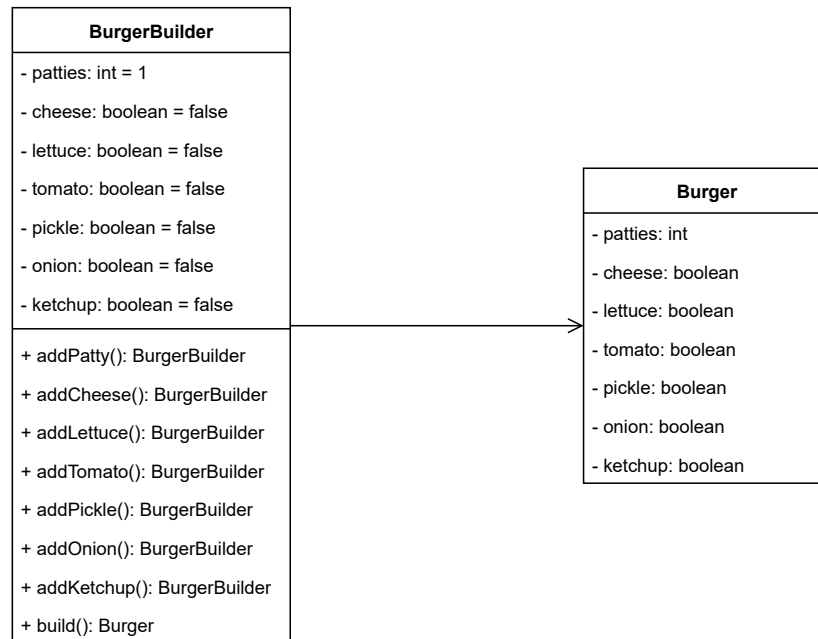 BurgerBuilder
- patties: int = 1
- cheese: boolean = false
- lettuce: boolean = false
- tomato: boolean = false
- pickle: boolean = false
- onion: boolean = false
- ketchup: boolean = false
+ addPatty(): BurgerBuilder
+ addCheese(): BurgerBuilder
+ addLettuce(): BurgerBuilder
+ addTomato(): BurgerBuilder
+ addPickle(): BurgerBuilder
+ addOnion(): BurgerBuilder
+ addKetchup(): BurgerBuilder
+ build(): Burger
Burger
- patties: int
- cheese: boolean
- lettuce: boolean
- tomato: boolean
- pickle: boolean
- onion: boolean
- ketchup: boolean